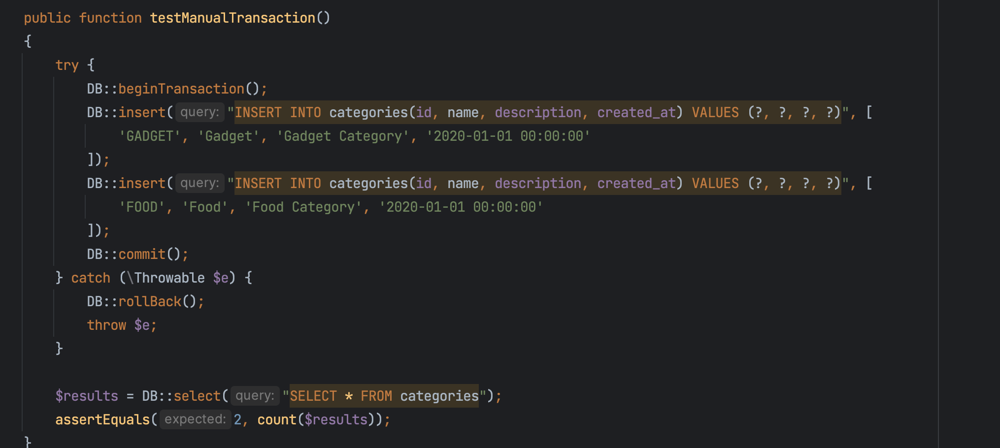 public function testManualTransaction()
{
    try {
        DB::beginTransaction();
        DB::insert( query: "INSERT INTO categories(id, name, description, created_at) VALUES (?, ?, ?, ?)", [
            'GADGET', 'Gadget', 'Gadget Category', '2020-01-01 00:00:00'
        ]);
        DB::insert( query: "INSERT INTO categories(id, name, description, created_at) VALUES (?, ?, ?, ?)", [
            'FOOD', 'Food', 'Food Category', '2020-01-01 00:00:00'
        ]);
        DB::commit();
    } catch (\Throwable $e) {
        DB::rollBack();
        throw $e;
    }

    $results = DB::select( query: "SELECT * FROM categories");
    assertEquals( expected: 2, count($results));
}